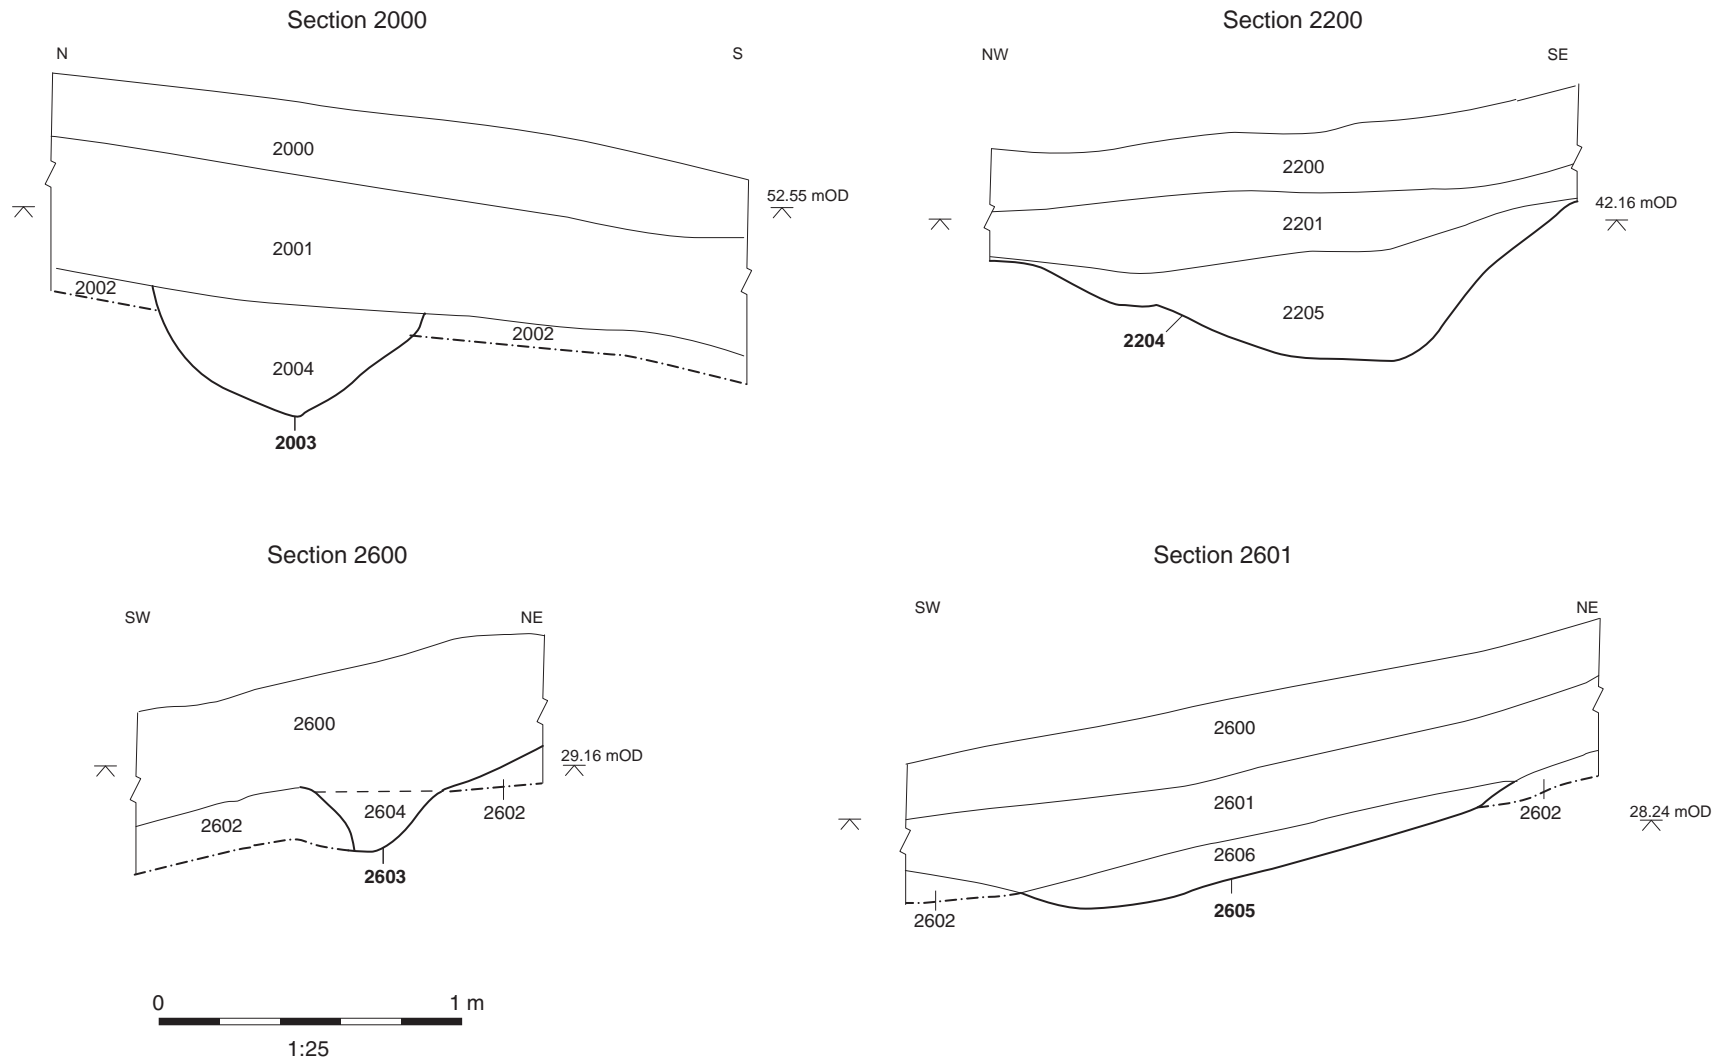 Section 2000
N
S
2000
52.55 mOD
2001
2002
2002
2004
2003
Section 2200
NW
SE
2200
42.16 mOD
2201
2205
2204
Section 2600
SW
NE
2600
29.16 mOD
2604
2602
2602
2603
Section 2601
SW
NE
2600
2601
2602
28.24 mOD
2606
2602
2605
0
1 m
1:25